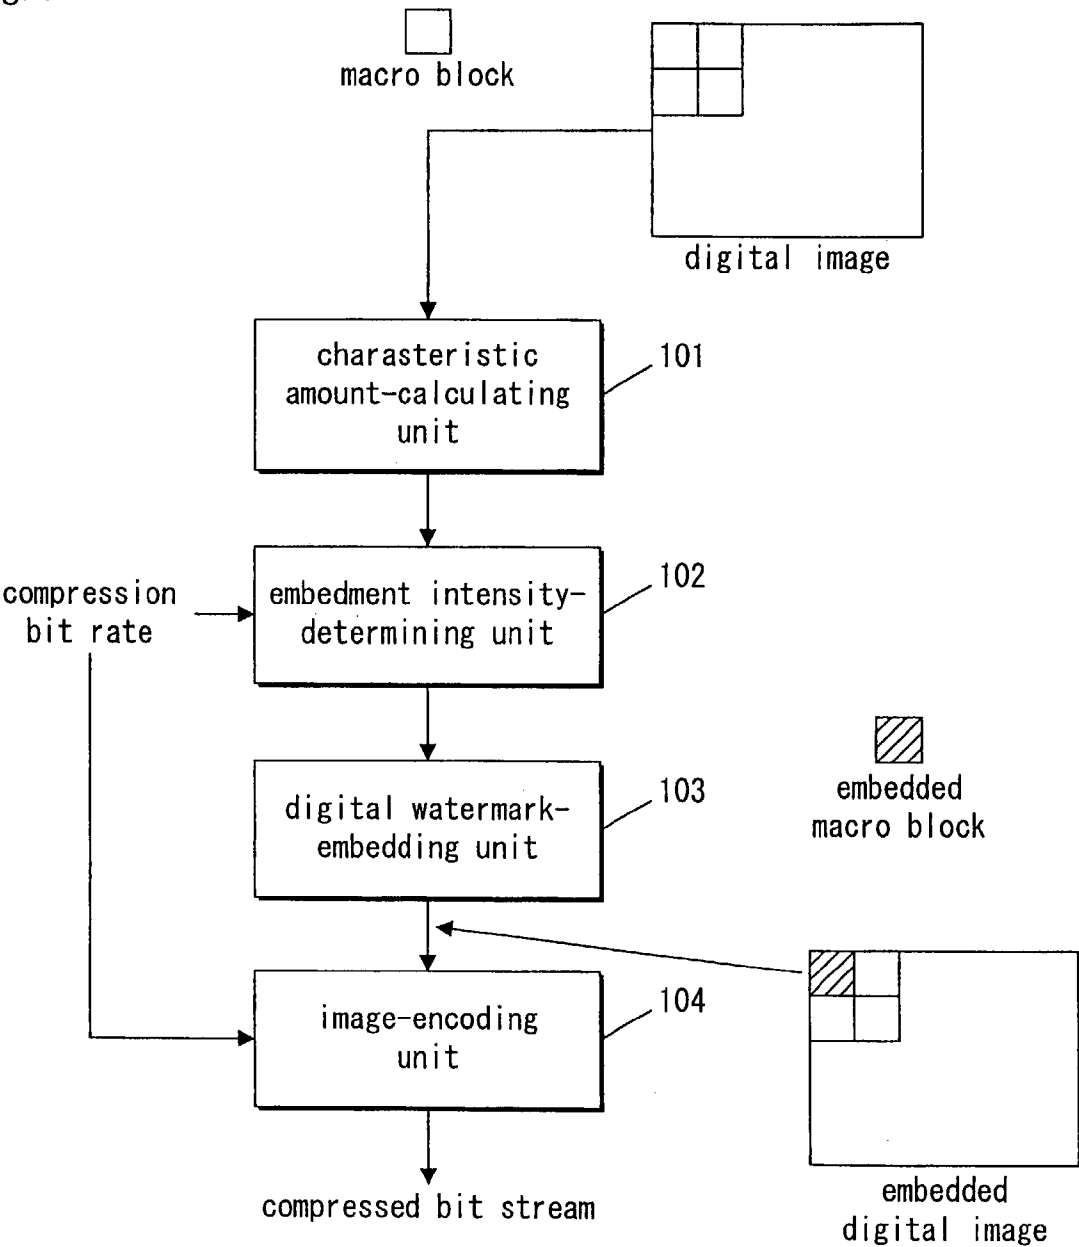 macro block
digital image
charasteristic
amount-calculating
unit
101
compression
bit rate
embedment intensity-
determining unit
102
digital watermark-
embedding unit
103
embedded
macro block
image-encoding
unit
104
compressed bit stream
embedded
digital image